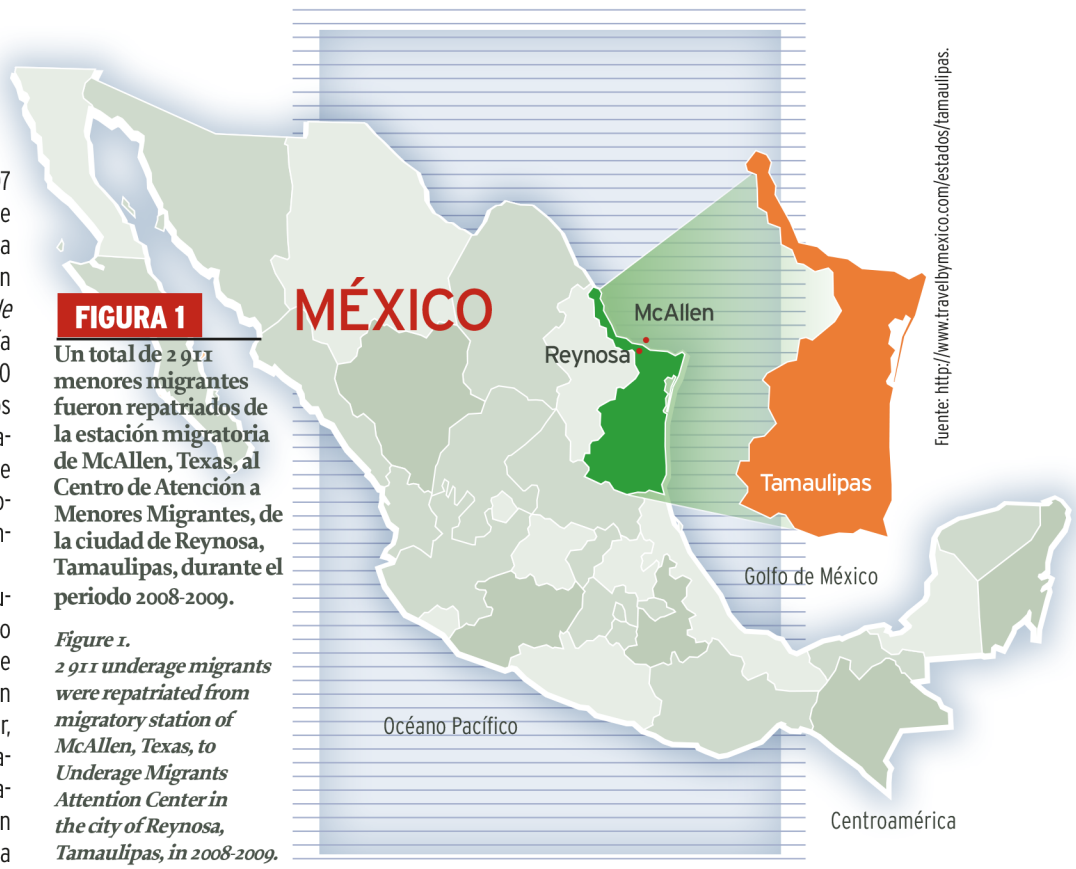 FIGURA 1
Un total de 2 911
menores migrantes
fueron repatriados de
la estación migratoria
de McAllen, Texas, al
Centro de Atención a
Menores Migrantes, de
la ciudad de Reynosa,
Tamaulipas, durante el
periodo 2008-2009.
Figure 1.
2 911 underage migrants
were repatriated from
migratory station of
McAllen, Texas, to
Underage Migrants
Attention Center in
the city of Reynosa,
Tamaulipas, in 2008-2009.
MÉXICO
McAllen
Reynosa
Tamaulipas
Golfo de México
Océano Pacífico
Centroamérica
Fuente: http://www.travelbymexico.com/estados/tamaulipas.